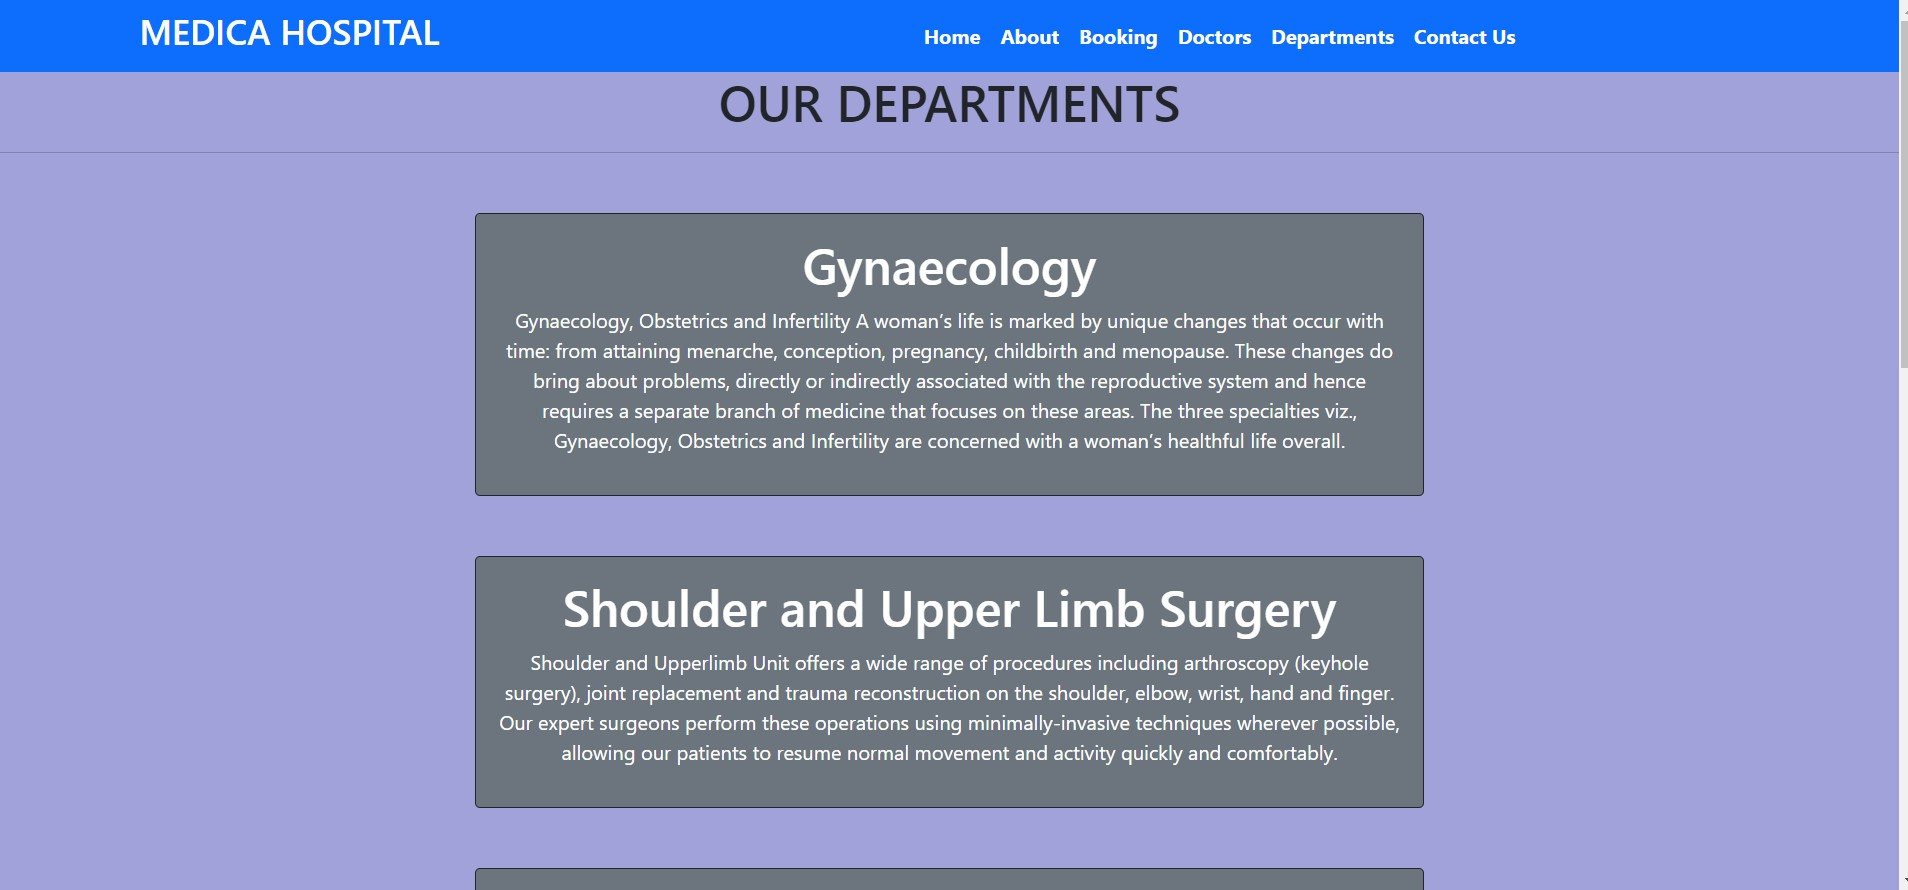 MEDICA HOSPITAL
Home About Booking Doctors Departments Contact Us
OUR DEPARTMENTS
Gynaecology
Gynaecology, Obstetrics and Infertility A woman’s life is marked by unique changes that occur with
time: from attaining menarche, conception, pregnancy, childbirth and menopause. These changes do
bring about problems, directly or indirectly associated with the reproductive system and hence
requires a separate branch of medicine that focuses on these areas. The three specialties viz.,
Gynaecology, Obstetrics and Infertility are concerned with a woman’s healthful life overall.
Shoulder and Upper Limb Surgery
Shoulder and Upperlimb Unit offers a wide range of procedures including arthroscopy (keyhole
surgery), joint replacement and trauma reconstruction on the shoulder, elbow, wrist, hand and finger.
Our expert surgeons perform these operations using minimally-invasive techniques wherever possible,
allowing our patients to resume normal movement and activity quickly and comfortably.